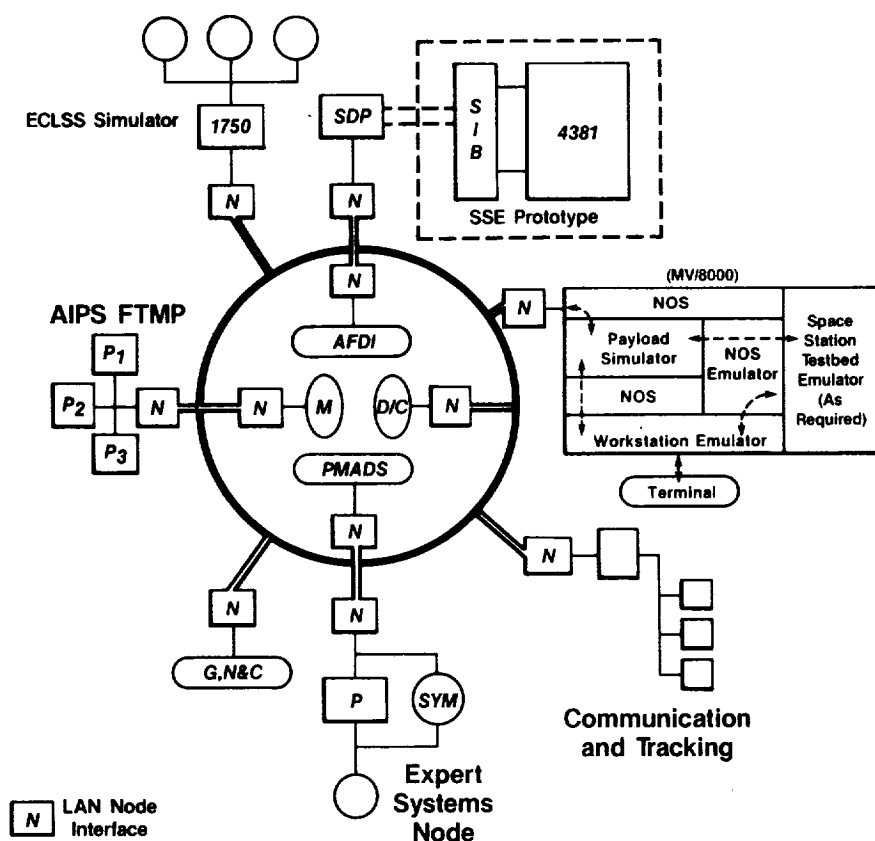 ECLSS Simulator
1750
SDP
S
I
B
4381
SSE Prototype
N
N
N
AFDI
N
(MV/8000)
NOS
Payload
Simulator
NOS
Emulator
NOS
Workstation Emulator
Space
Station
Testbed
Emulator
(As
Required)
Terminal
AIPS FTMP
P1
P2
P3
N
N
M
D/C
N
PMADS
N
N
N
G,N&C
N
P
SYM
Communication
and Tracking
Expert
Systems
Node
N
LAN Node
Interface